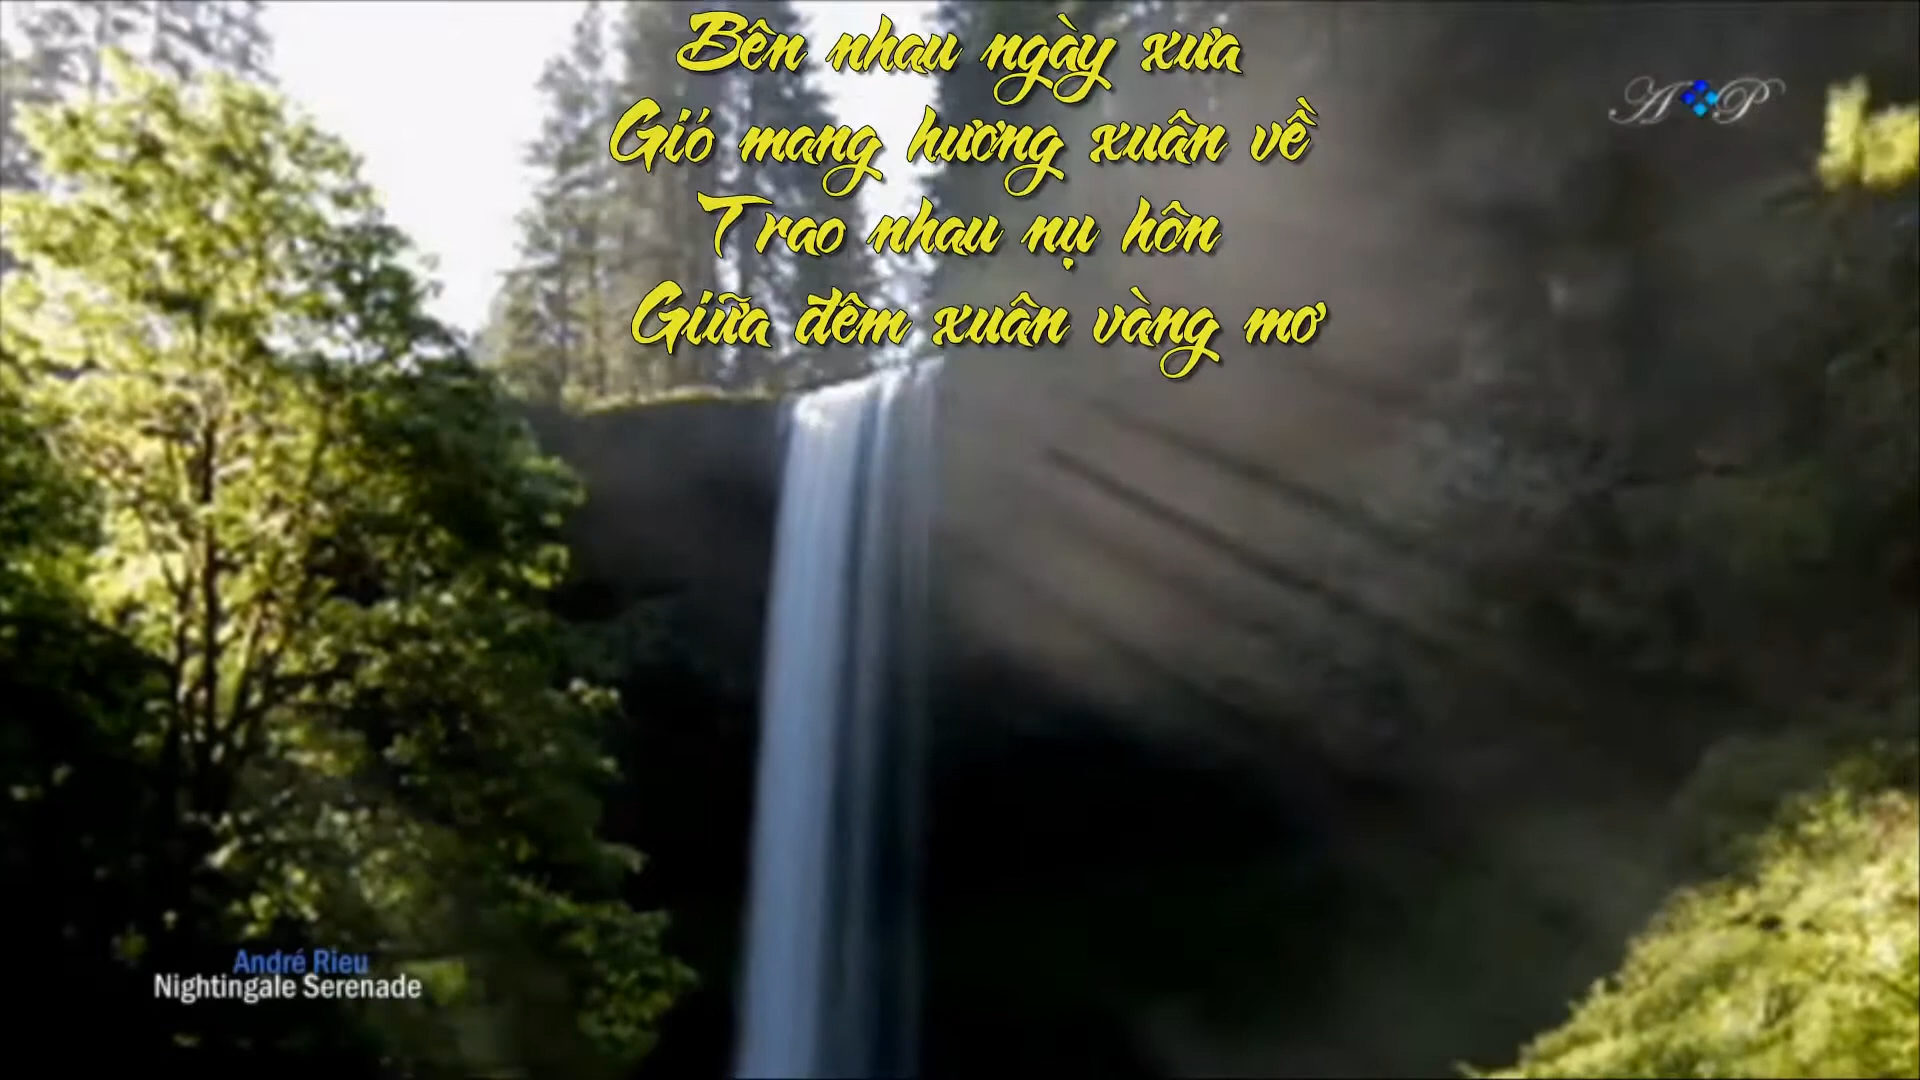 Bên nhau ngày xưa
Gió mang hương xuân về
Trao nhau nụ hôn
Giữa đêm xuân vàng mơ
A P
André Rieu
Nightingale Serenade